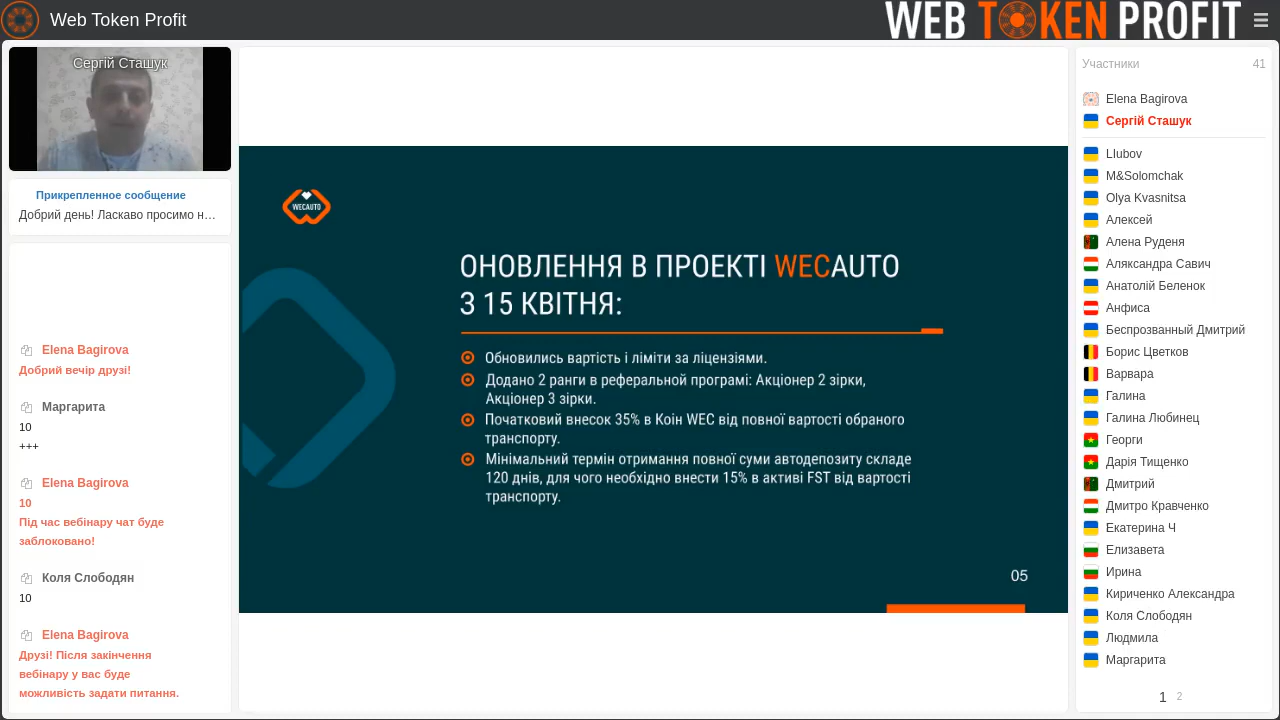 Web Token Profit
WEB TOKEN PROFIT
Сергій Сташук
Прикрепленное сообщение
Добрий день! Ласкаво просимо н…
Elena Bagirova
Добрий вечір друзі!
Маргарита
10
+++
Elena Bagirova
10
Під час вебінару чат буде
заблоковано!
Коля Слободян
10
Elena Bagirova
Друзі! Після закінчення
вебінару у вас буде
можливість задати питання.
WECAUTO
ОНОВЛЕННЯ В ПРОЕКТІ WECAUTO
З 15 КВІТНЯ:
Обновились вартість і ліміти за ліцензіями.
Додано 2 ранги в реферальной програмі: Акціонер 2 зірки,
Акціонер 3 зірки.
Початковий внесок 35% в Коін WEC від повної вартості обраного
транспорту.
Мінімальний термін отримання повної суми автодепозиту складе
120 днів, для чого необхідно внести 15% в активі FST від вартості
транспорту.
05
Участники 41
Elena Bagirova
Сергій Сташук
LIubov
M&Solomchak
Olya Kvasnitsa
Алексей
Алена Руденя
Аляксандра Савич
Анатолій Беленок
Анфиса
Беспрозванный Дмитрий
Борис Цветков
Варвара
Галина
Галина Любинец
Георги
Дарія Тищенко
Дмитрий
Дмитро Кравченко
Екатерина Ч
Елизавета
Ирина
Кириченко Александра
Коля Слободян
Людмила
Маргарита
1 2